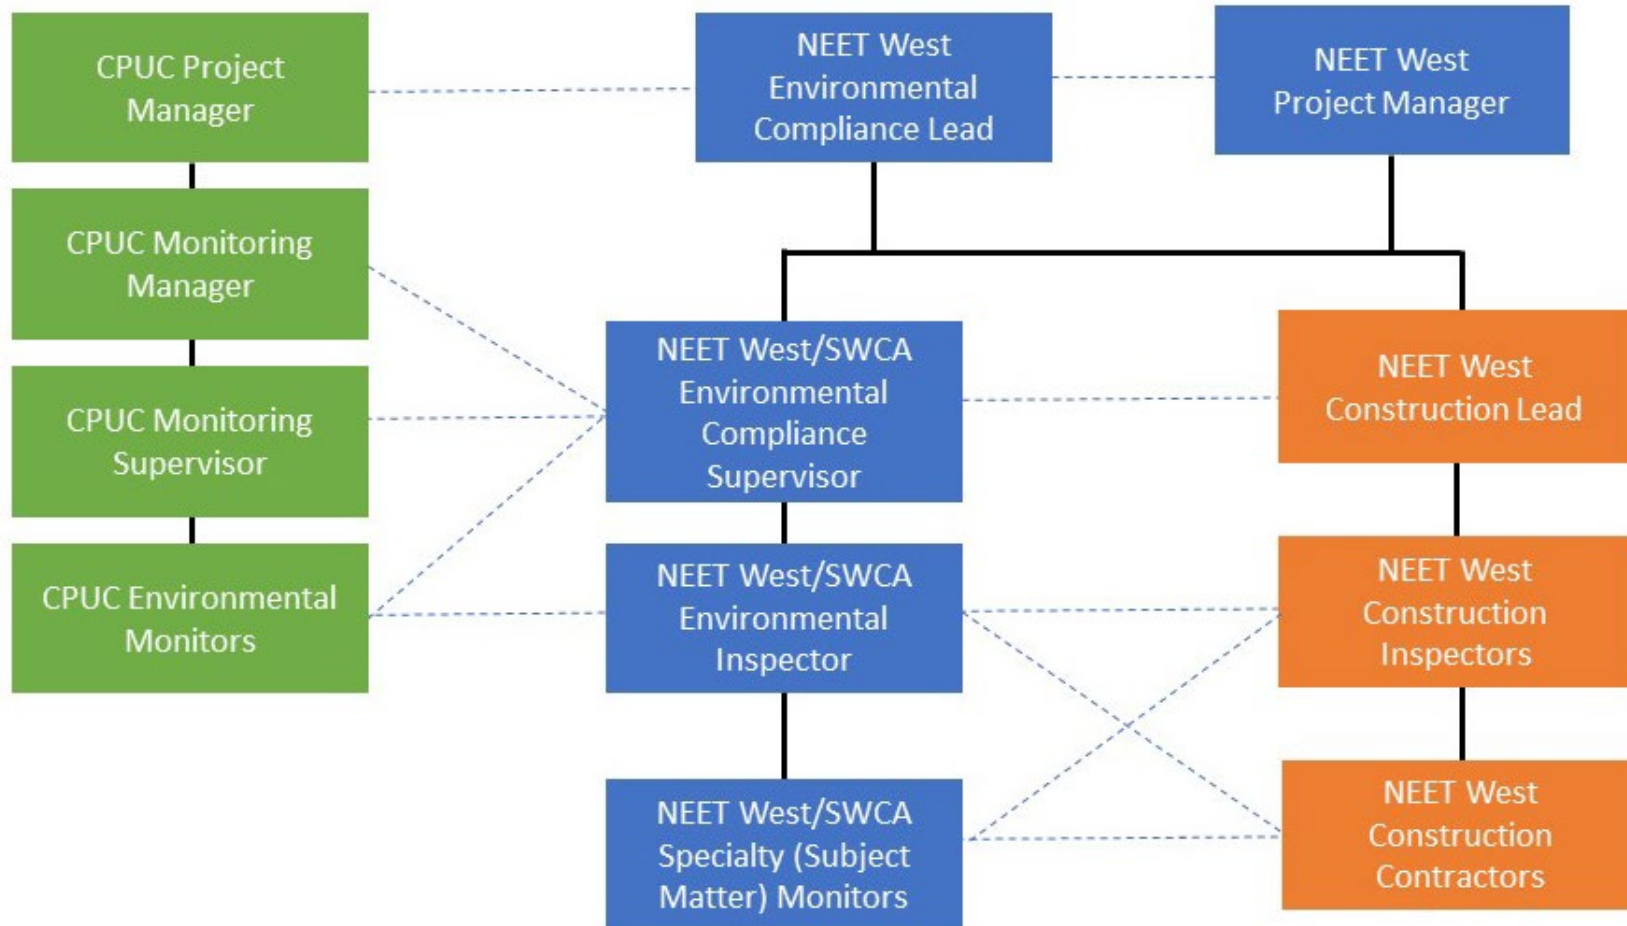 CPUC Project
Manager
NEET West
Environmental
Compliance Lead
NEET West
Project Manager
CPUC Monitoring
Manager
NEET West/SWCA
Environmental
Compliance
Supervisor
NEET West
Construction Lead
CPUC Monitoring
Supervisor
CPUC Environmental
Monitors
NEET West/SWCA
Environmental
Inspector
NEET West
Construction
Inspectors
NEET West/SWCA
Specialty (Subject
Matter) Monitors
NEET West
Construction
Contractors